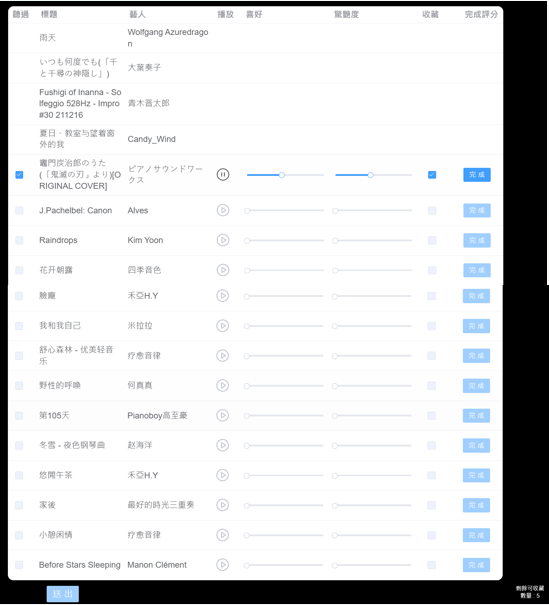 聽過 標題 藝人 播放 喜好 驚艷度 收藏 完成評分
雨天 Wolfgang Azuredrago
n
いつも何度でも(「千 大葉奏子
と千尋の神隠し」)
Fushigi of Inanna - So 青木晋太郎
lfeggio 528Hz - Impro
#30 211216
夏日·教室与望着窗 Candy_Wind
外的我
竈門炭治郎のうた ピアノサウンドワー
(「鬼滅の刃」より)[O クス 完成
RIGINAL COVER]
J.Pachelbel: Canon Alves 完成
Raindrops Kim Yoon 完成
花开朝露 四季音色 完成
臉龐 禾亞H.Y 完成
我和我自己 米拉拉 完成
舒心森林 - 优美轻音 疗愈音律 完成
乐
野性的呼喚 何真真 完成
第105天 Pianoboy高至豪 完成
冬雪 - 夜色钢琴曲 赵海洋 完成
悠閒午茶 禾亞H.Y 完成
家後 最好的時光三重奏 完成
小憩闲情 疗愈音律 完成
Before Stars Sleeping Manon Clément 完成
送出
剩餘可收藏
數量 : 5